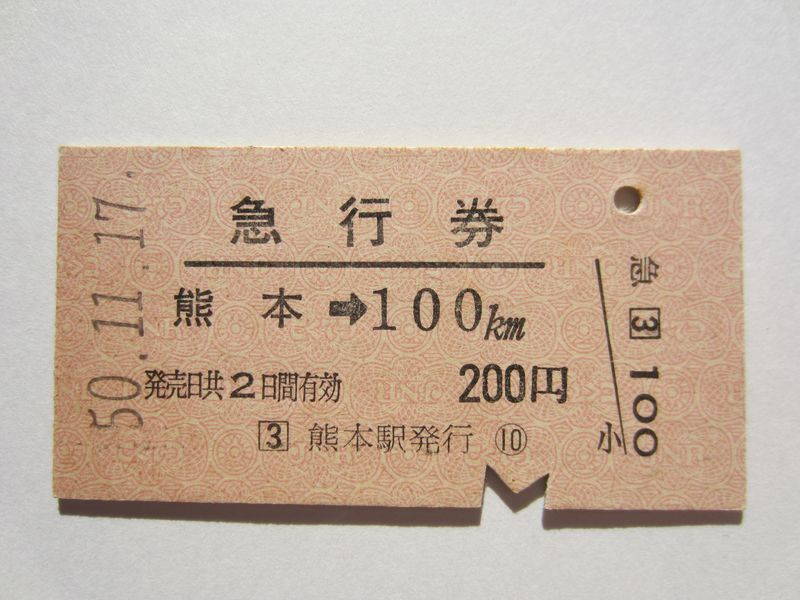 50.11.17.
急行券
熊本➡100km
発売日共2日間有効 200円
3 熊本駅発行 ⑩
急 3 100
小